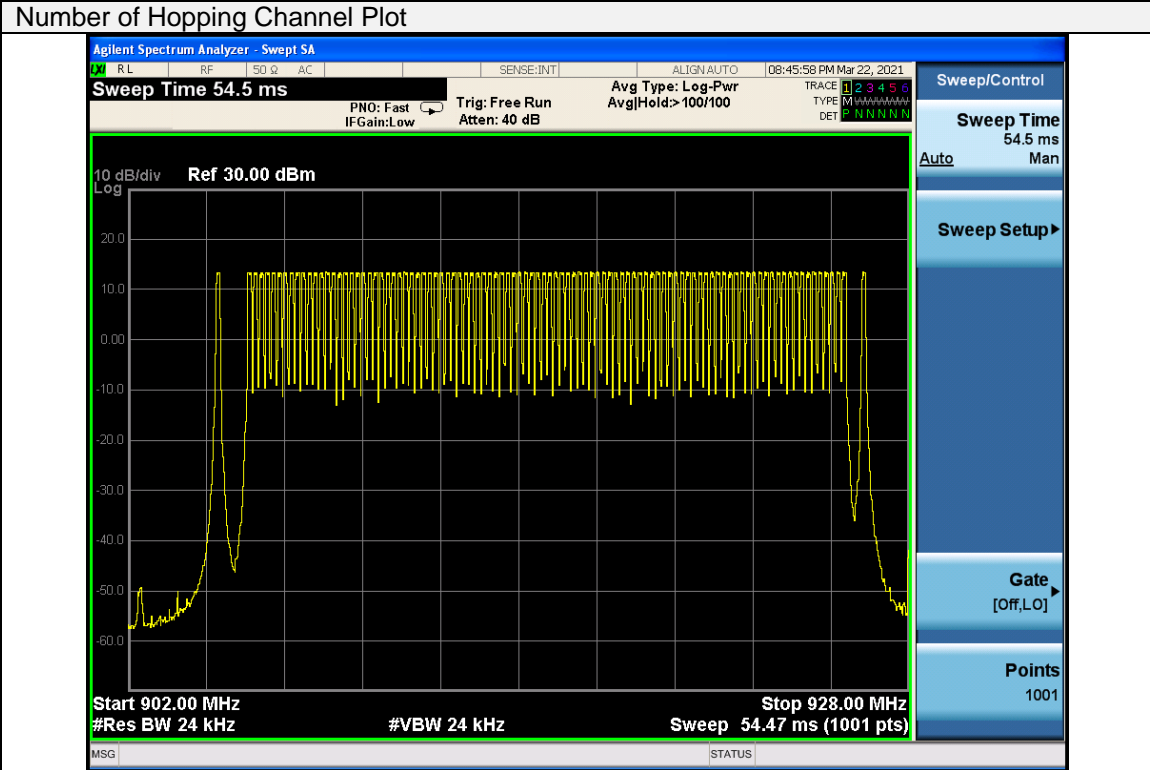 Number of Hopping Channel Plot
Agilent Spectrum Analyzer - Swept SA
LXI RL RF 50 Ω AC SENSE:INT ALIGN AUTO 08:45:58 PM Mar 22, 2021
Sweep Time 54.5 ms
PNO: Fast Trig: Free Run Avg Type: Log-Pwr TRACE 1 2 3 4 5 6
IFGain:Low Atten: 40 dB Avg|Hold:>100/100 TYPE M WWWWW
DET P N N N N N
10 dB/div Ref 30.00 dBm
Log
20.0
10.0
0.00
-10.0
-20.0
-30.0
-40.0
-50.0
-60.0
Start 902.00 MHz Stop 928.00 MHz
#Res BW 24 kHz #VBW 24 kHz Sweep 54.47 ms (1001 pts)
MSG STATUS
Sweep/Control
Sweep Time
54.5 ms
Auto Man
Sweep Setup
Gate
[Off,LO]
Points
1001